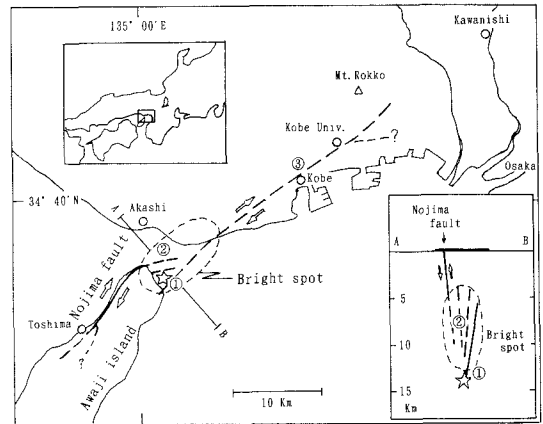 135° 00'E
Kawanishi
Mt. Rokko
Kobe Univ.
?
③
Kobe
Osaka
34° 40'N
Akashi
A
②
Nojima fault
①
Bright spot
Toshima
?
B
Awaji island
10 Km
Nojima
fault
A
B
5
②
Bright
spot
10
①
15
Km